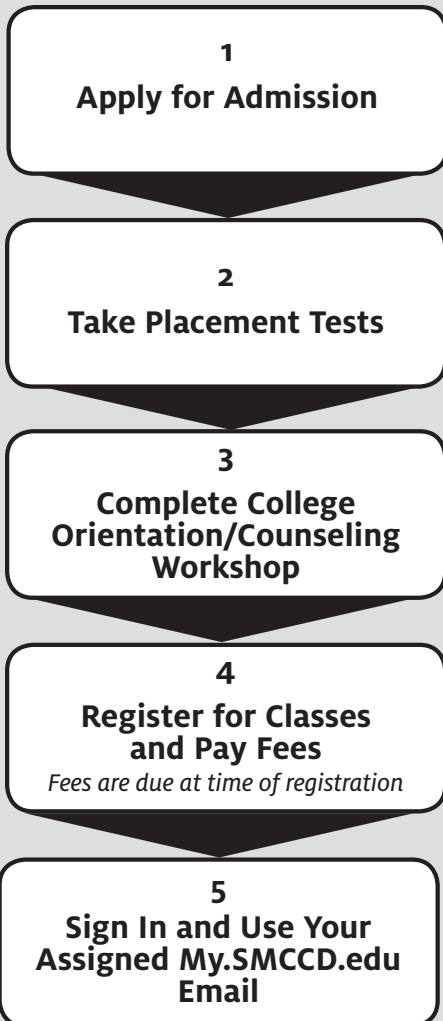 1
Apply for Admission
2
Take Placement Tests
3
Complete College
Orientation/Counseling
Workshop
4
Register for Classes
and Pay Fees
Fees are due at time of registration
5
Sign In and Use Your
Assigned My.SMCCD.edu
Email